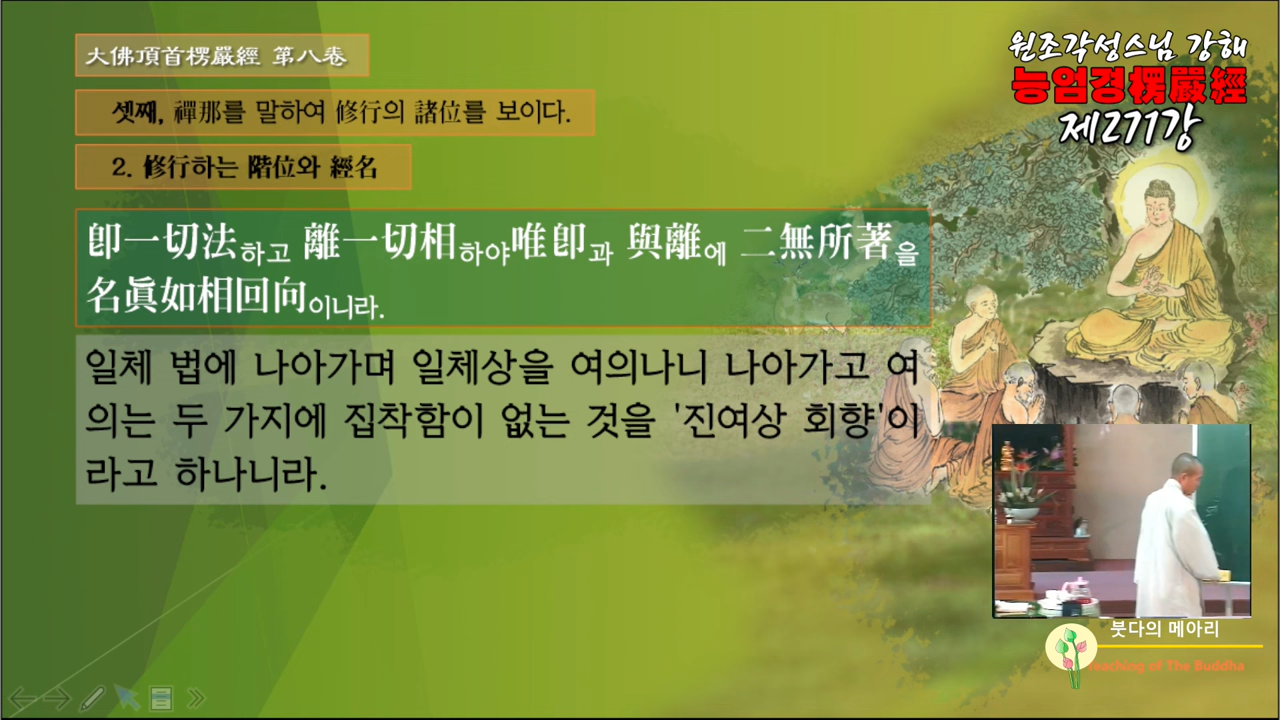 大佛頂首楞嚴經 第八卷
셋째, 禪那를 말하여 修行의 諸位를 보이다.
2. 修行하는 階位와 經名
卽一切法하고 離一切相하야唯卽과 與離에 二無所著을
名眞如相回向이니라.
일체 법에 나아가며 일체상을 여의나니 나아가고 여
의는 두 가지에 집착함이 없는 것을 '진여상 회향'이
라고 하나니라.
원조각성스님 강해
능엄경楞嚴經
제277강
붓다의 메아리
Teaching of The Buddha